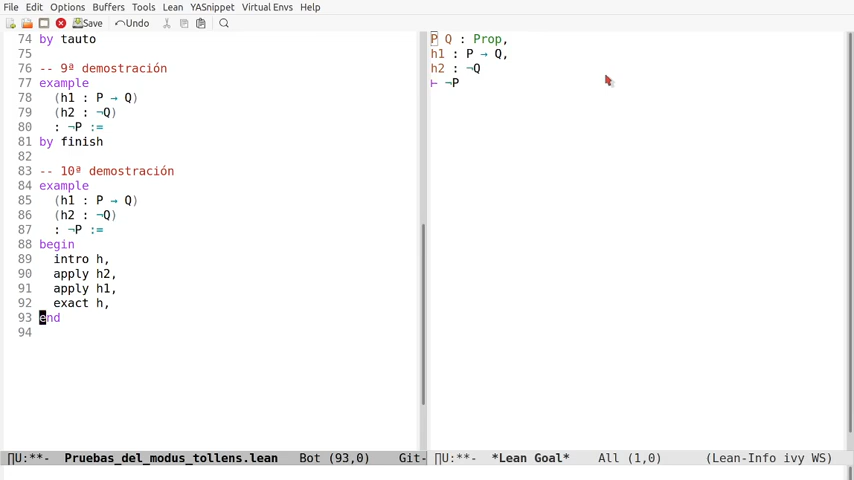 File Edit Options Buffers Tools Lean YASnippet Virtual Envs Help
Save Undo
74 by tauto
75
76 -- 9ª demostración
77 example
78 (h1 : P → Q)
79 (h2 : ¬Q)
80 : ¬P :=
81 by finish
82
83 -- 10ª demostración
84 example
85 (h1 : P → Q)
86 (h2 : ¬Q)
87 : ¬P :=
88 begin
89 intro h,
90 apply h2,
91 apply h1,
92 exact h,
93 end
94
∏U:**- Pruebas_del_modus_tollens.lean Bot (93,0) Git-
P Q : Prop,
h1 : P → Q,
h2 : ¬Q
⊢ ¬P
∏U:**- *Lean Goal* All (1,0) (Lean-Info ivy WS)